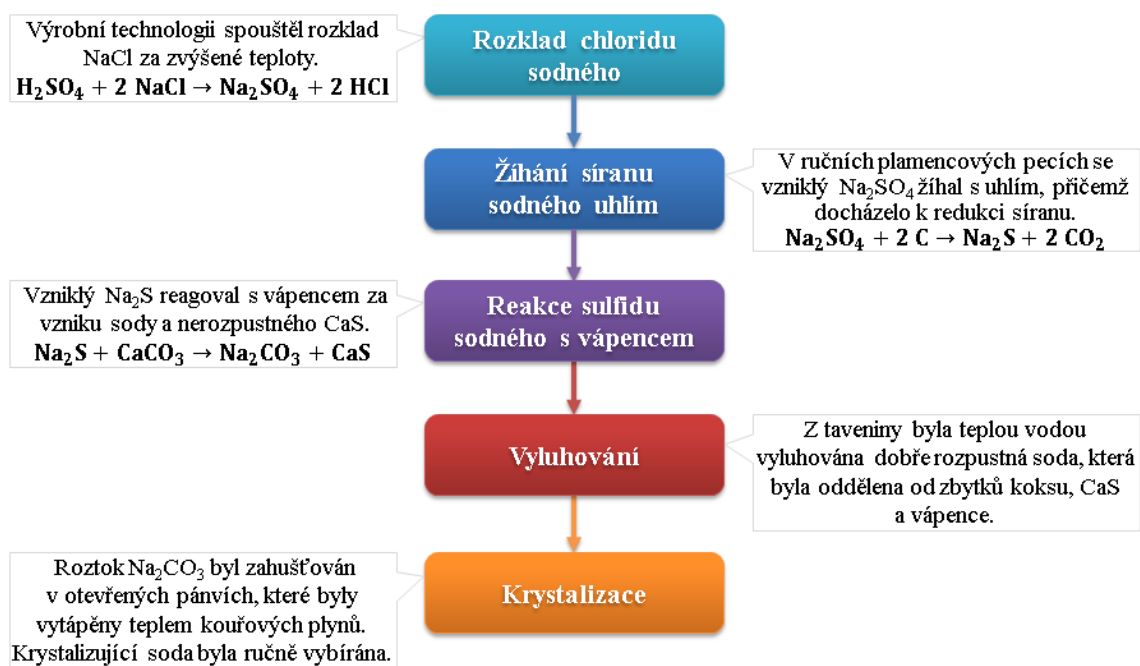 Výrobní technologii spouštěl rozklad
NaCl za zvýšené teploty.
H₂SO₄ + 2 NaCl → Na₂SO₄ + 2 HCl
Rozklad chloridu
sodného
Žíhání síranu
sodného uhlím
V ručních plamencových pecích se
vzniklý Na₂SO₄ žíhal s uhlím, přičemž
docházelo k redukci síranu.
Na₂SO₄ + 2 C → Na₂S + 2 CO₂
Vzniklý Na₂S reagoval s vápencem za
vzniku sody a nerozpustného CaS.
Na₂S + CaCO₃ → Na₂CO₃ + CaS
Reakce sulfidu
sodného s vápencem
Vyluhování
Z taveniny byla teplou vodou
vyluhována dobře rozpustná soda, která
byla oddělena od zbytků koksu, CaS
a vápence.
Roztok Na₂CO₃ byl zahušťován
v otevřených pánvích, které byly
vytápěny teplem kouřových plynů.
Krystalizující soda byla ručně vybírána.
Krystalizace